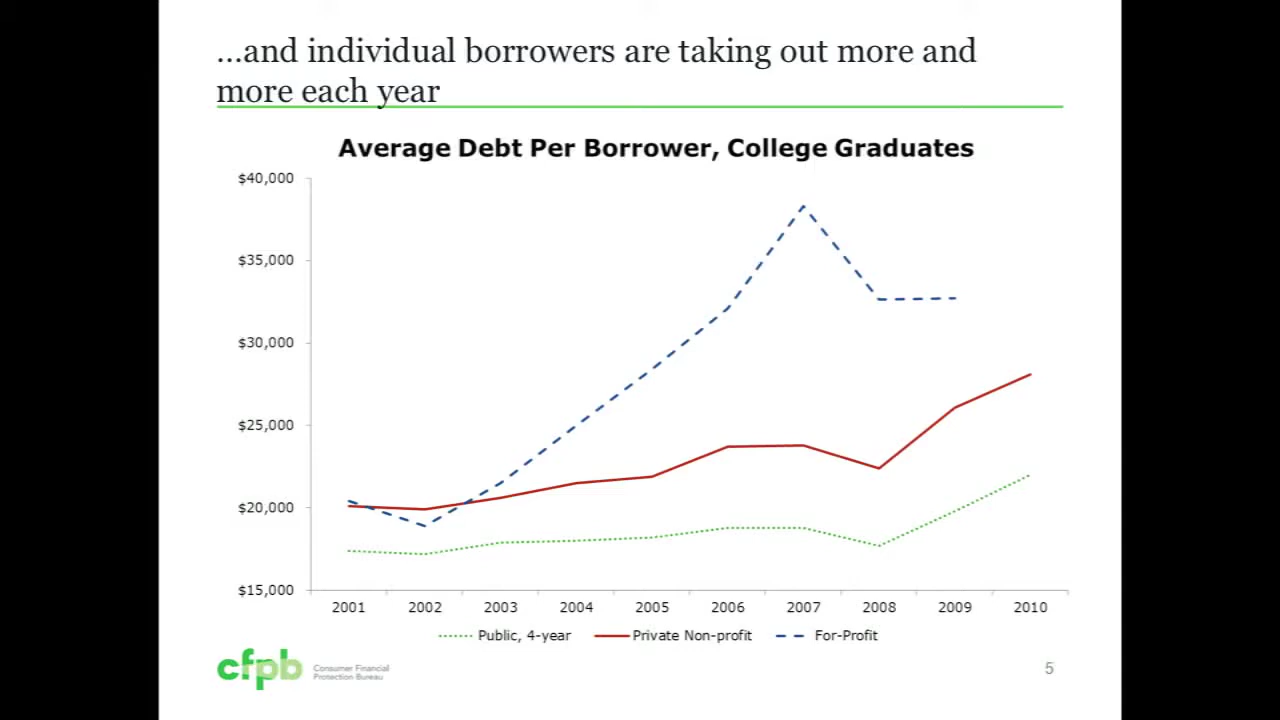 ...and individual borrowers are taking out more and
more each year
Average Debt Per Borrower, College Graduates
$40,000
$35,000
$30,000
$25,000
$20,000
$15,000
2001 2002 2003 2004 2005 2006 2007 2008 2009 2010
Public, 4-year Private Non-profit For-Profit
cfpb
Consumer Financial
Protection Bureau
5